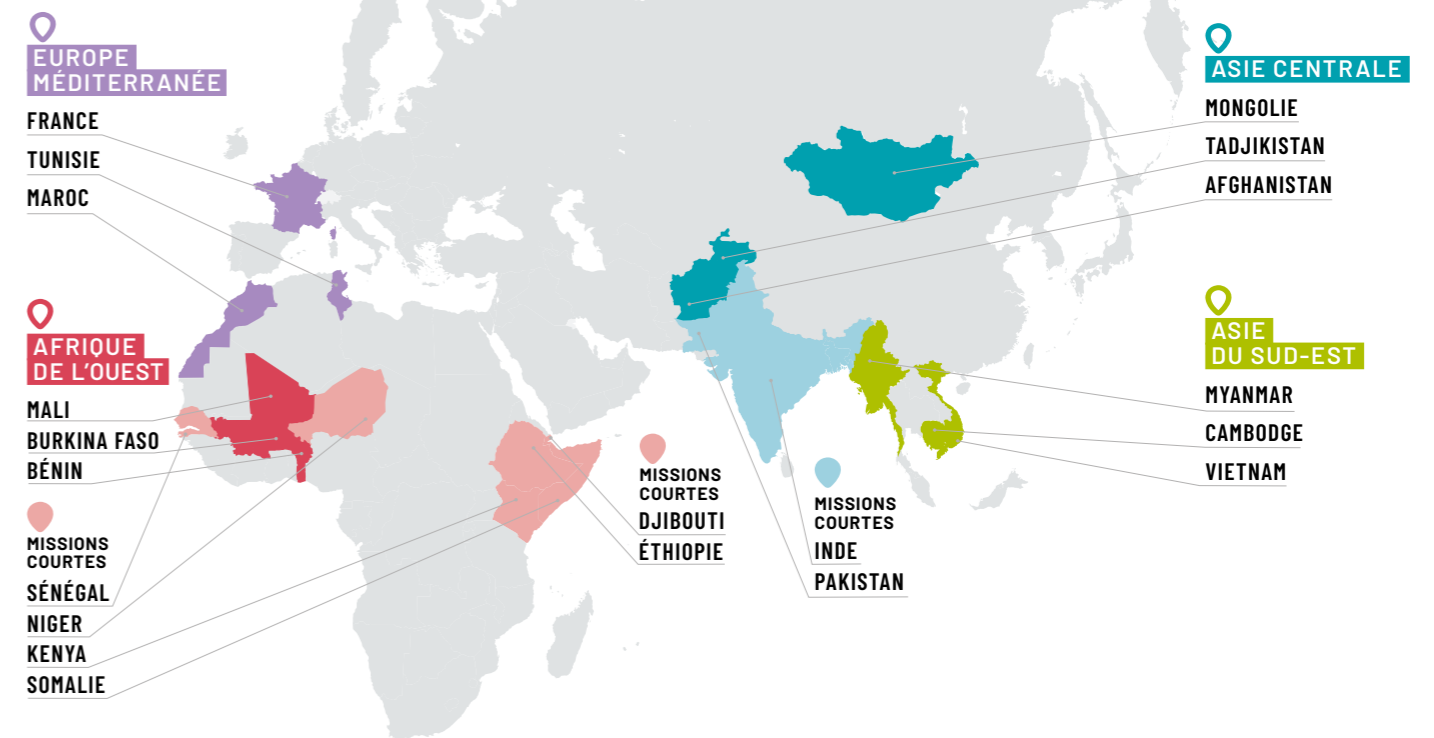 EUROPE
MÉDITERRANÉE
FRANCE
TUNISIE
MAROC
AFRIQUE
DE L'OUEST
MALI
BURKINA FASO
BÉNIN
MISSIONS
COURTES
SÉNÉGAL
NIGER
KENYA
SOMALIE
MISSIONS
COURTES
DJIBOUTI
ÉTHIOPIE
MISSIONS
COURTES
INDE
PAKISTAN
ASIE CENTRALE
MONGOLIE
TADJIKISTAN
AFGHANISTAN
ASIE
DU SUD-EST
MYANMAR
CAMBODGE
VIETNAM